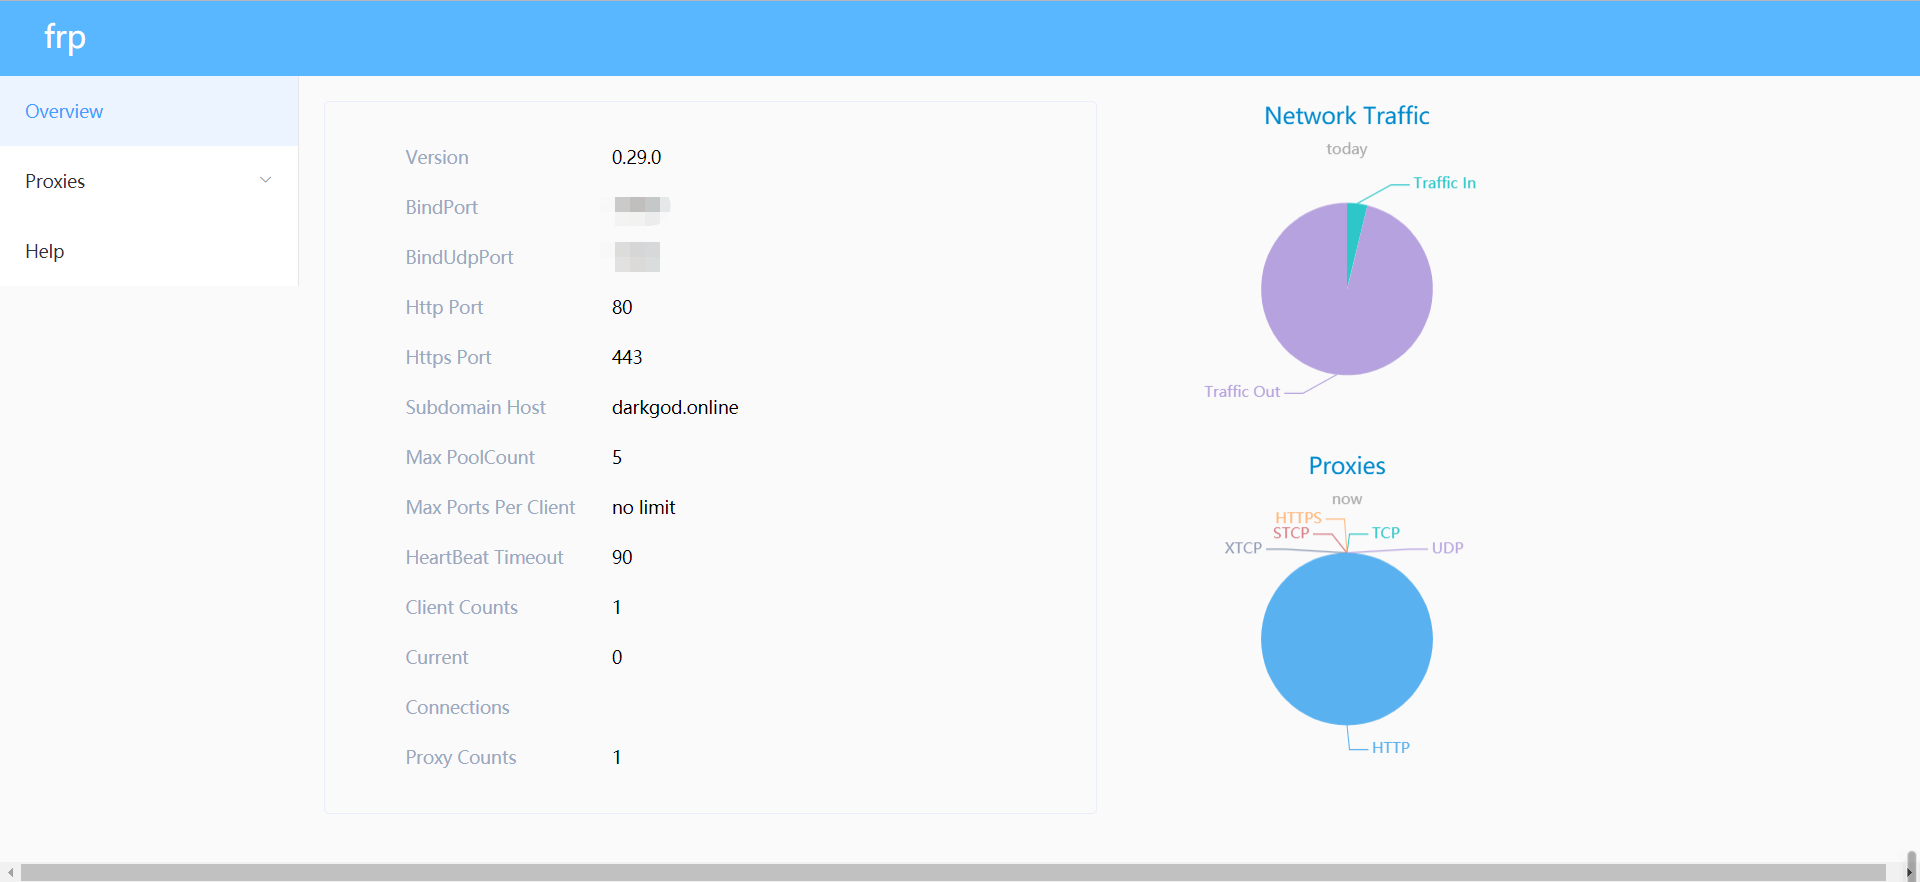 frp
Overview
Proxies
Help
Version 0.29.0
BindPort
BindUdpPort
Http Port 80
Https Port 443
Subdomain Host darkgod.online
Max PoolCount 5
Max Ports Per Client no limit
HeartBeat Timeout 90
Client Counts 1
Current 0
Connections
Proxy Counts 1
Network Traffic
today
Traffic In
Traffic Out
Proxies
now
HTTPS
STCP TCP
XTCP UDP
HTTP